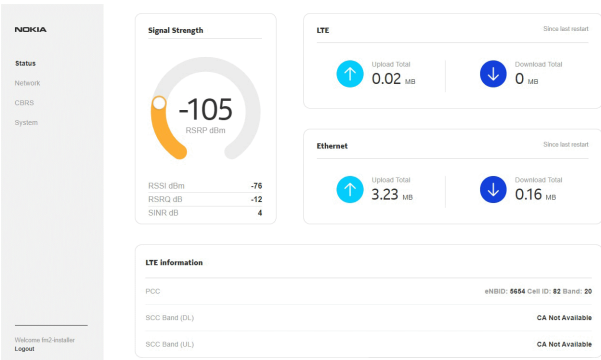 NOKIA
Status
Network
CBRS
System
Welcome fm2-installer
Logout
Signal Strength
-105
RSRP dBm
RSSI dBm -76
RSRQ dB -12
SINR dB 4
LTE Since last restart
Upload Total
0.02 MB
Download Total
0 MB
Ethernet Since last restart
Upload Total
3.23 MB
Download Total
0.16 MB
LTE information
PCC eNBID: 5654 Cell ID: 82 Band: 20
SCC Band (DL) CA Not Available
SCC Band (UL) CA Not Available